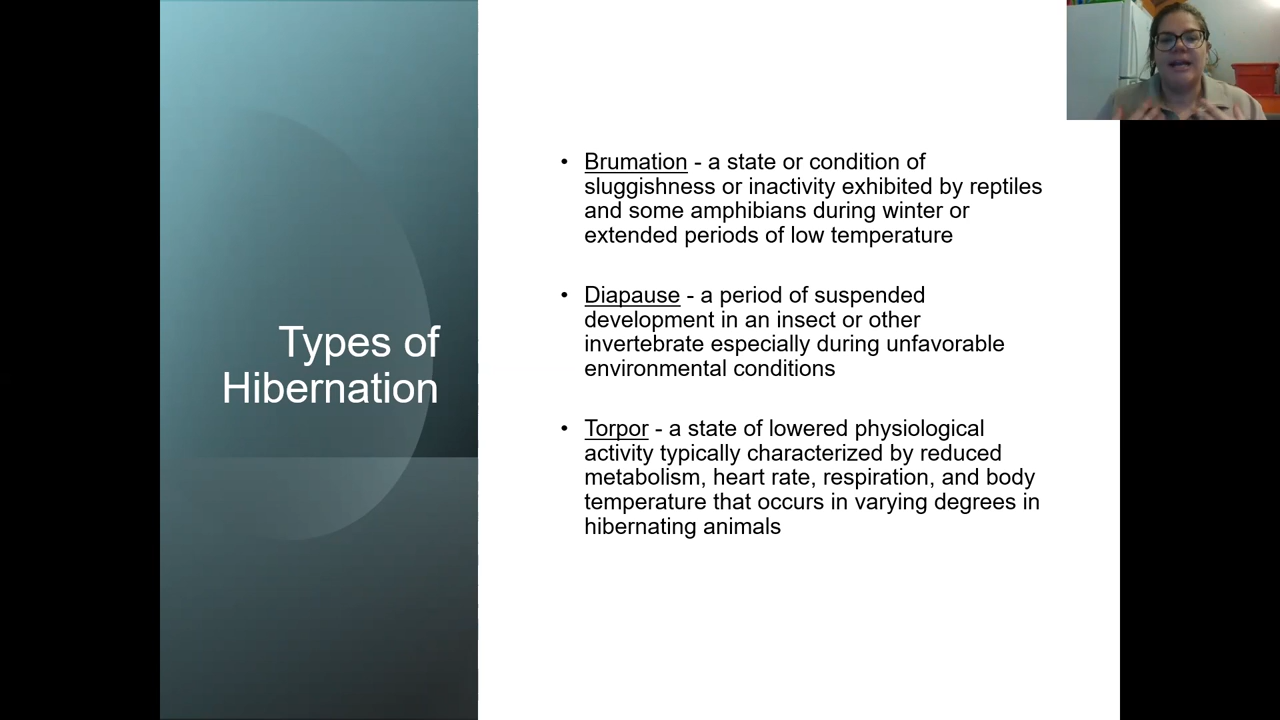 Types of
Hibernation
• Brumation - a state or condition of
sluggishness or inactivity exhibited by reptiles
and some amphibians during winter or
extended periods of low temperature
• Diapause - a period of suspended
development in an insect or other
invertebrate especially during unfavorable
environmental conditions
• Torpor - a state of lowered physiological
activity typically characterized by reduced
metabolism, heart rate, respiration, and body
temperature that occurs in varying degrees in
hibernating animals